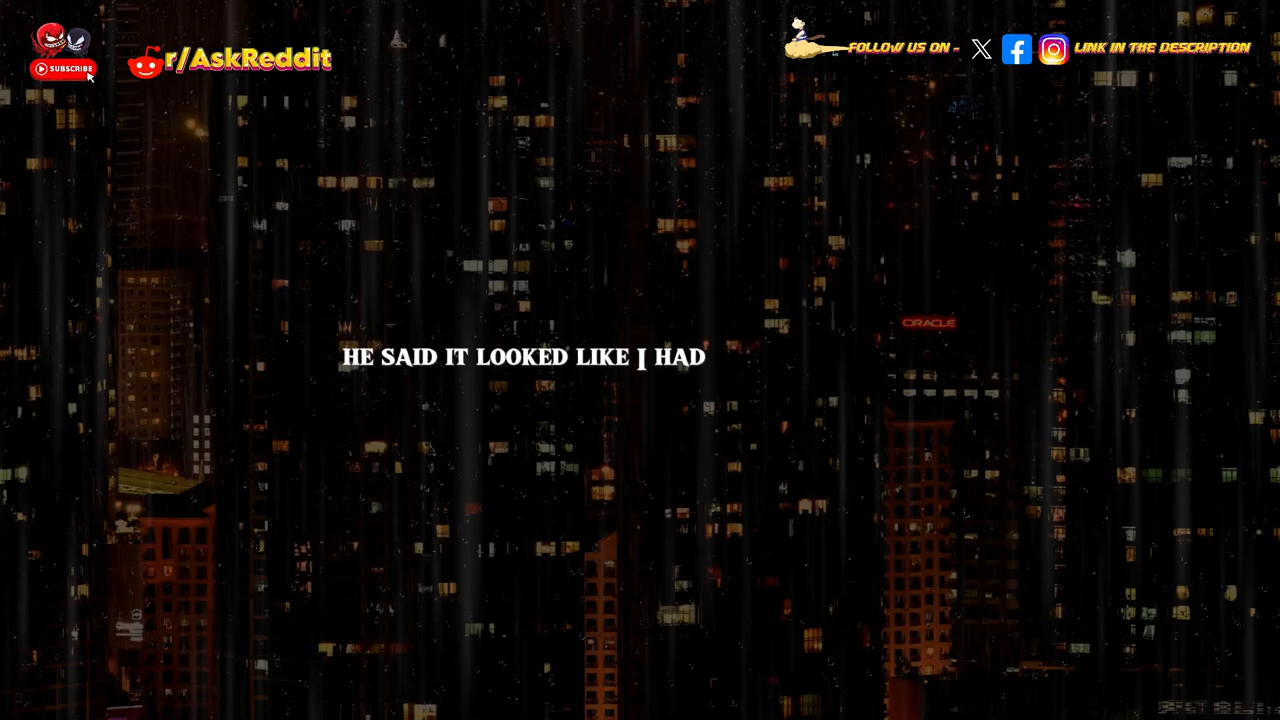 SUBSCRIBE
r/AskReddit
FOLLOW US ON -
LINK IN THE DESCRIPTION
ORACLE
HE SAID IT LOOKED LIKE I HAD